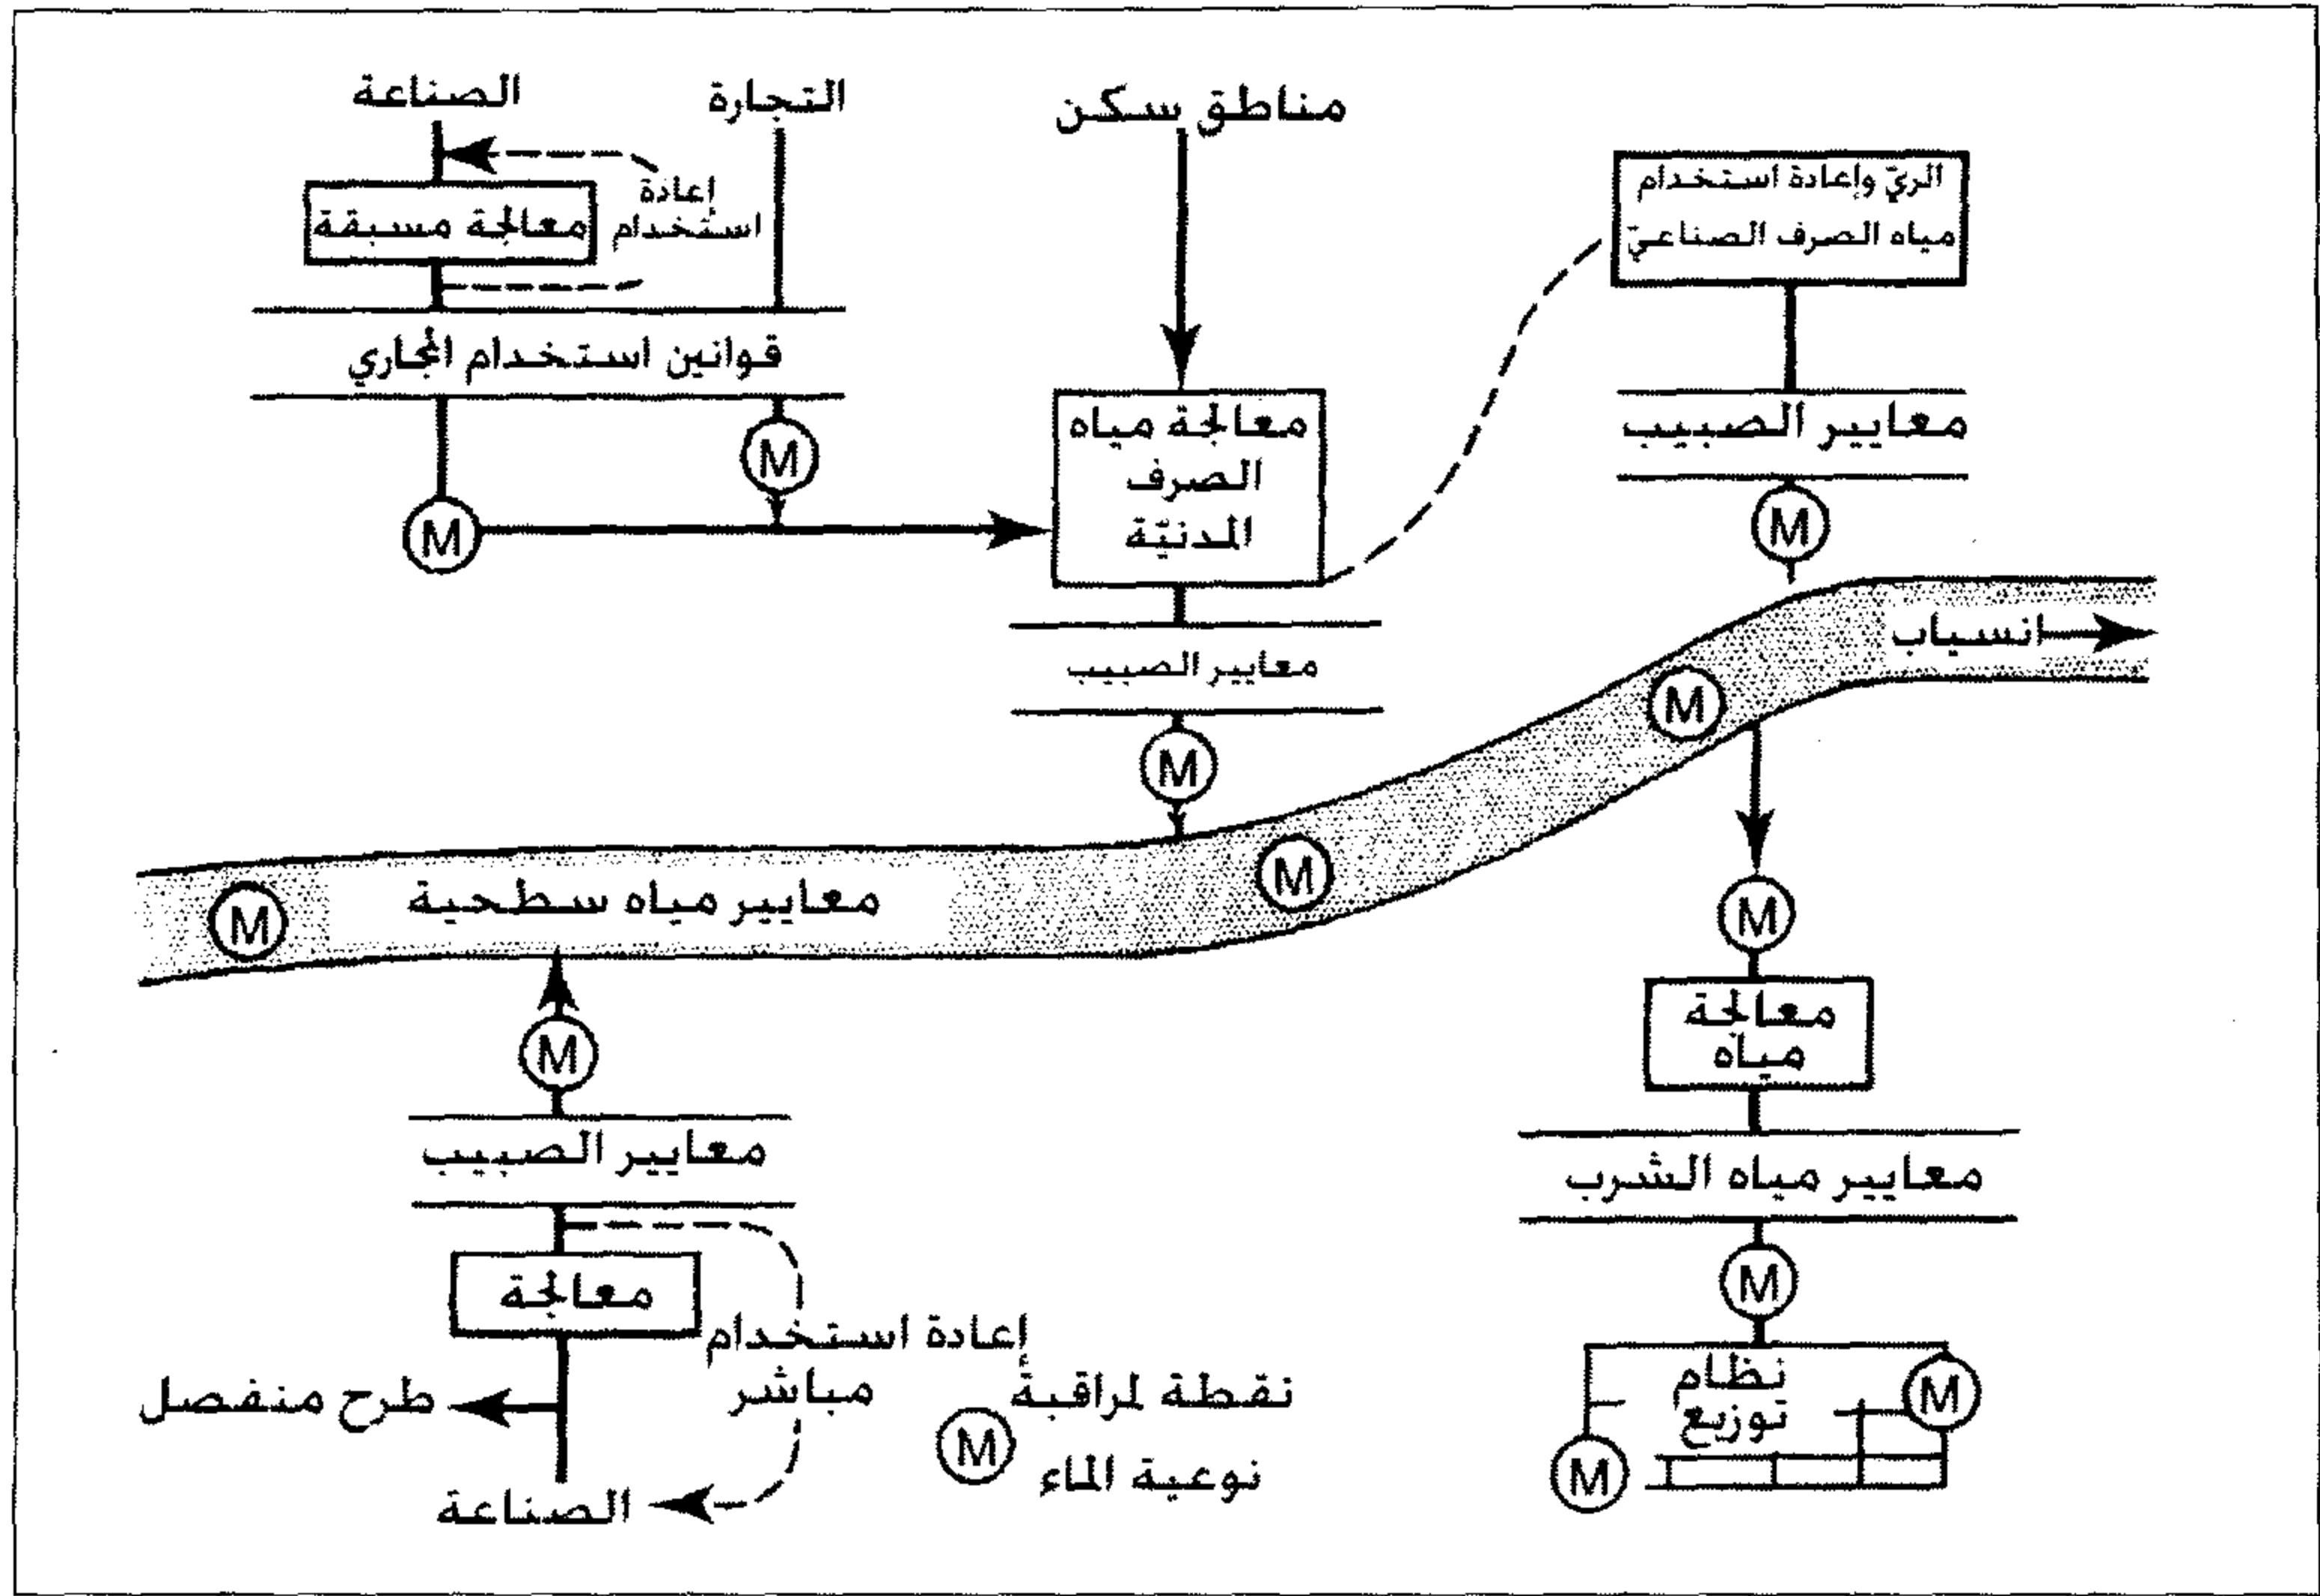 الصناعة
التجارة
مناطق سكن
إعادة
استخدام
معالجة مسبقة
الريّ وإعادة استخدام
مياه الصرف الصناعيّ
قوانين استخدام المجاري
معالجة مياه
الصرف
المدنيّة
معايير الصبيب
M
M
M
معايير الصبيب
انسياب
M
M
M
M
معايير مياه سطحية
M
M
M
معالجة
مياه
معايير الصبيب
معايير مياه الشرب
M
معالجة
إعادة استخدام
مباشر
طرح منفصل
الصناعة
نقطة لمراقبة
نوعية الماء
M
نظام
توزيع
M
M